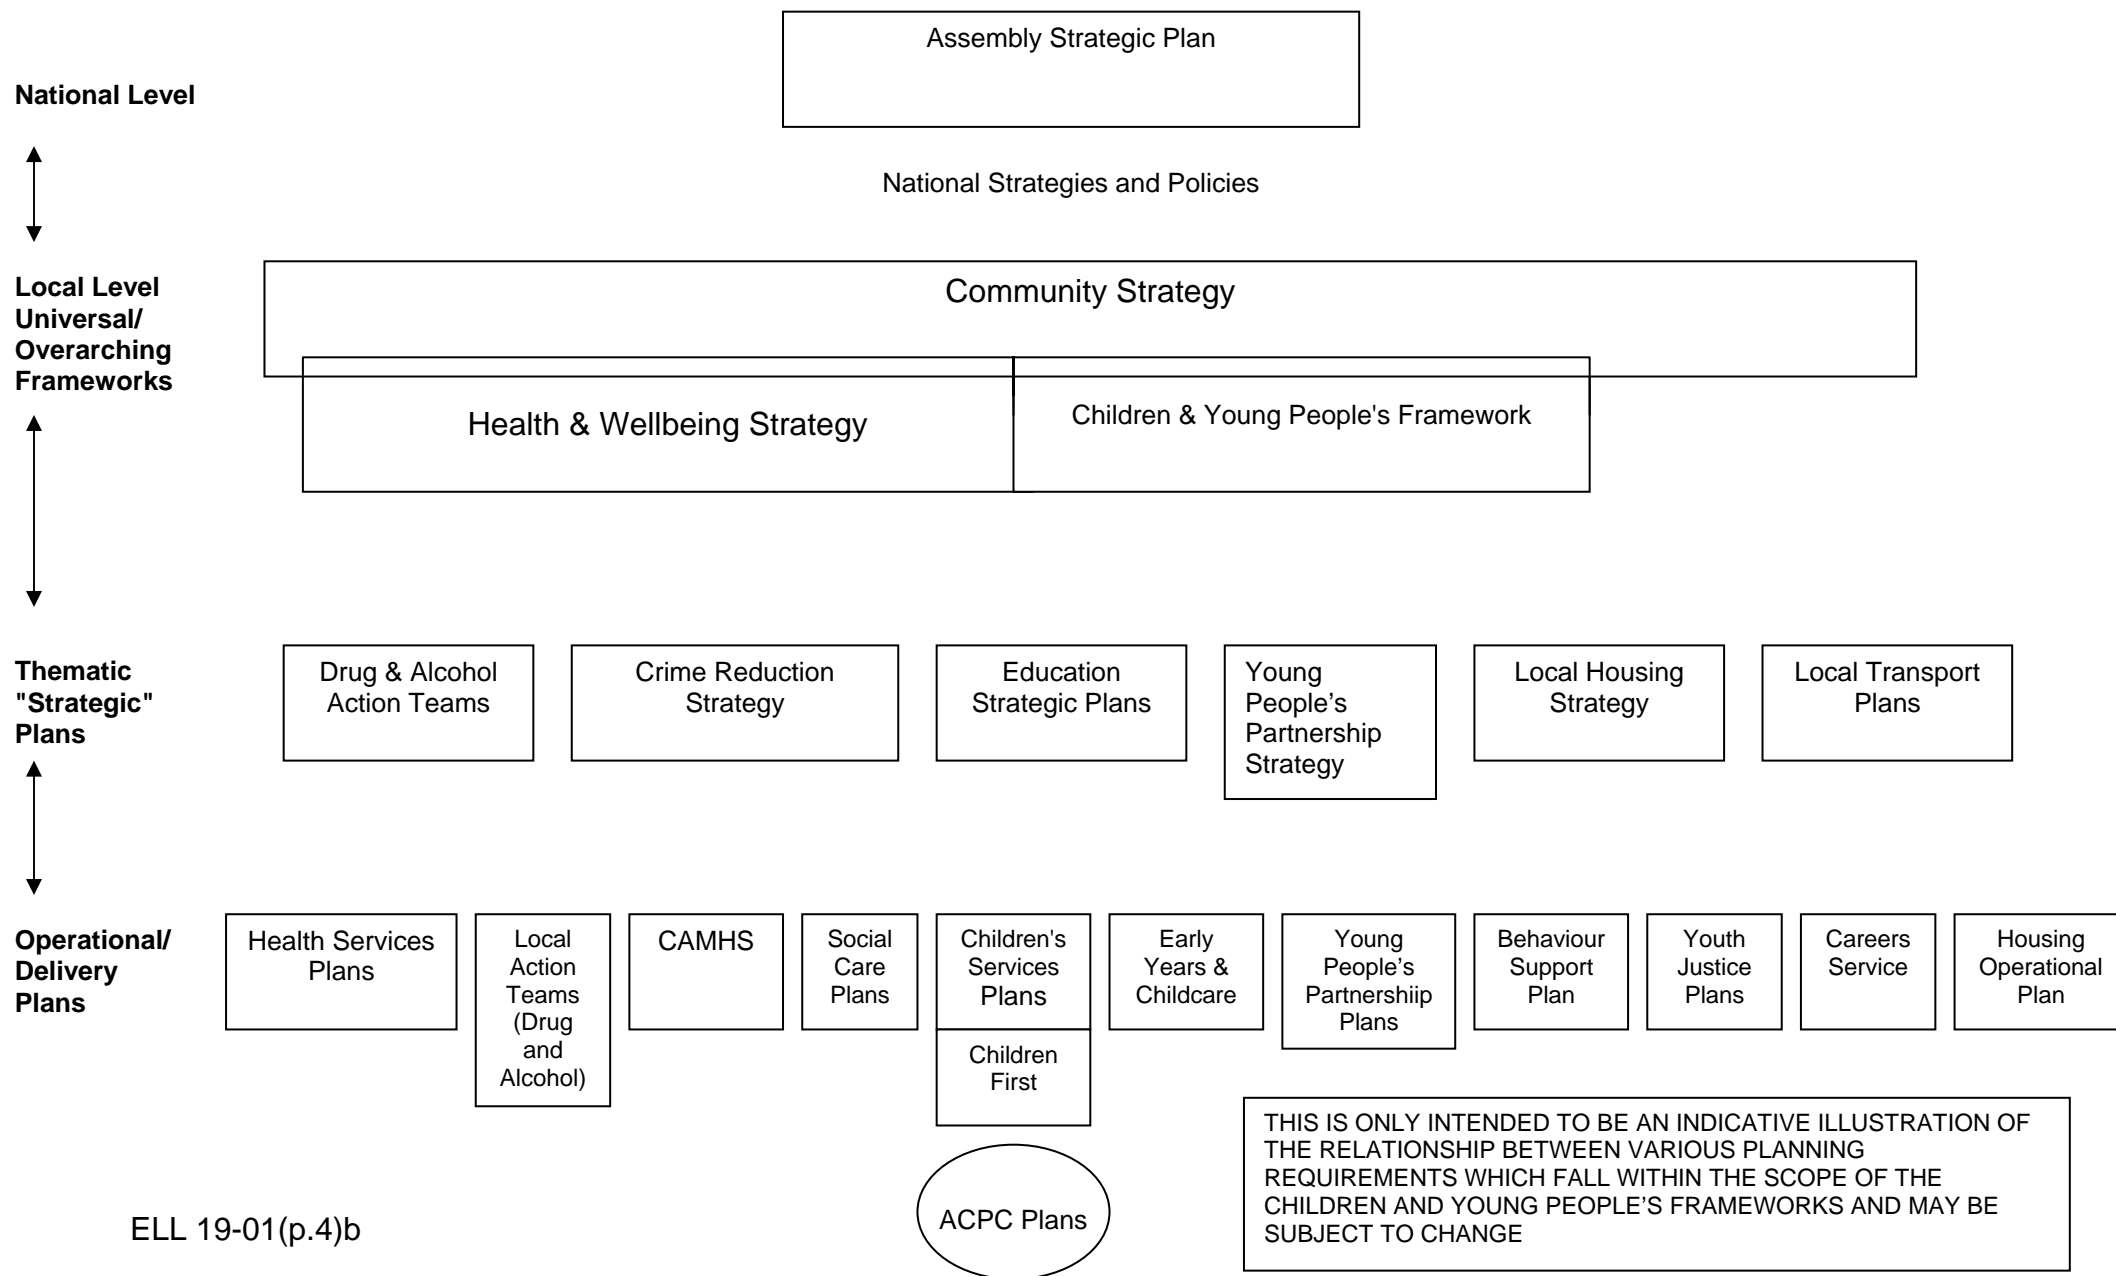 Assembly Strategic Plan
National Level
National Strategies and Policies
Local Level
Universal/
Overarching
Frameworks
Community Strategy
Health & Wellbeing Strategy
Children & Young People's Framework
Thematic
"Strategic"
Plans
Drug & Alcohol
Action Teams
Crime Reduction
Strategy
Education
Strategic Plans
Young
People’s
Partnership
Strategy
Local Housing
Strategy
Local Transport
Plans
Operational/
Delivery
Plans
Health Services
Plans
Local
Action
Teams
(Drug
and
Alcohol)
CAMHS
Social
Care
Plans
Children's
Services
Plans
Children
First
ACPC Plans
Early
Years &
Childcare
Young
People’s
Partnershiip
Plans
Behaviour
Support
Plan
Youth
Justice
Plans
Careers
Service
Housing
Operational
Plan
THIS IS ONLY INTENDED TO BE AN INDICATIVE ILLUSTRATION OF
THE RELATIONSHIP BETWEEN VARIOUS PLANNING
REQUIREMENTS WHICH FALL WITHIN THE SCOPE OF THE
CHILDREN AND YOUNG PEOPLE’S FRAMEWORKS AND MAY BE
SUBJECT TO CHANGE
ELL 19-01(p.4)b